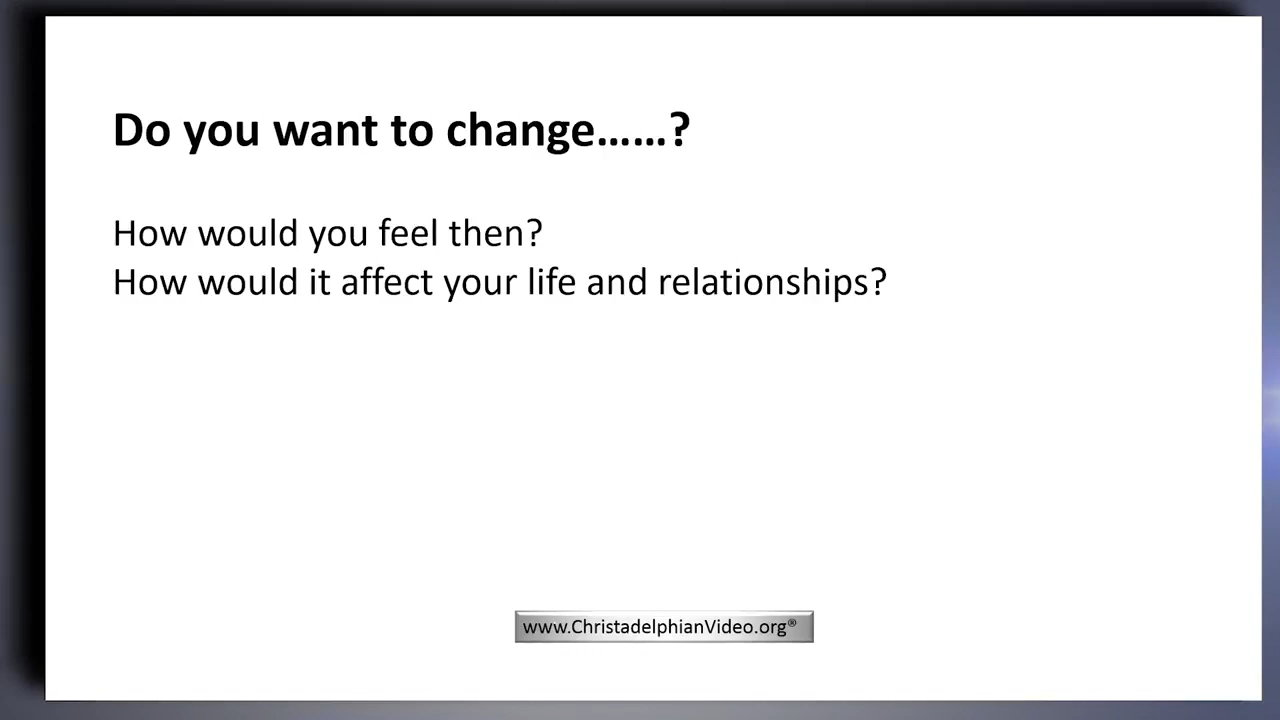 Do you want to change……?
How would you feel then?
How would it affect your life and relationships?
www.ChristadelphianVideo.org®